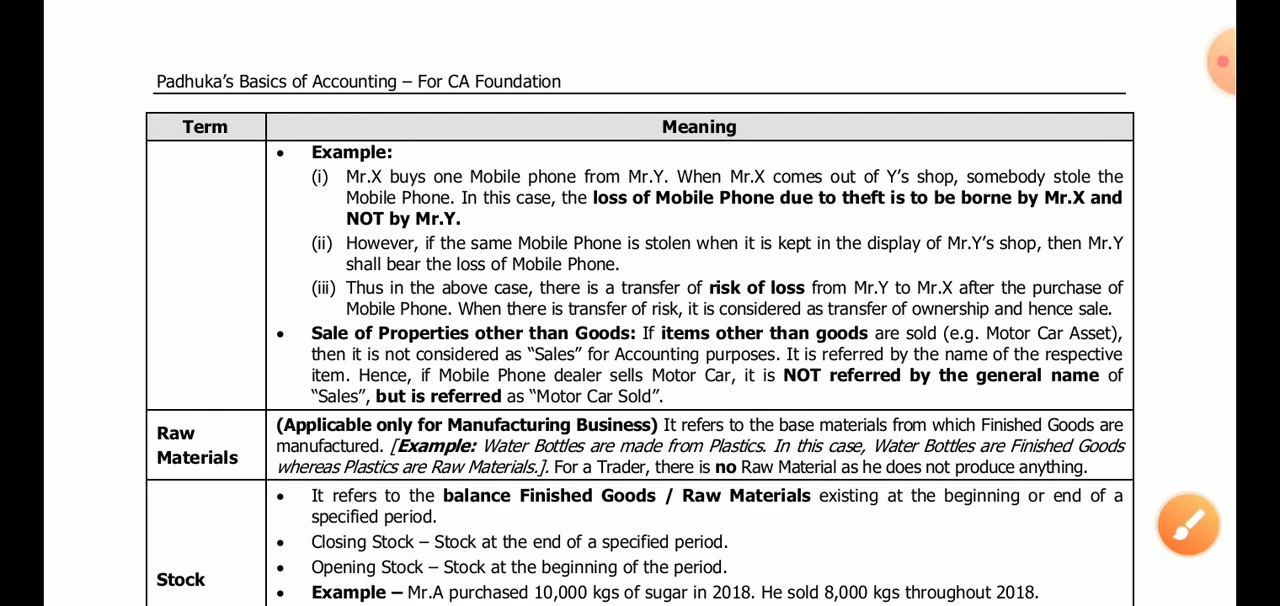 Padhuka's Basics of Accounting – For CA Foundation
Term
Meaning
• Example:
(i) Mr.X buys one Mobile phone from Mr.Y. When Mr.X comes out of Y's shop, somebody stole the
Mobile Phone. In this case, the loss of Mobile Phone due to theft is to be borne by Mr.X and
NOT by Mr.Y.
(ii) However, if the same Mobile Phone is stolen when it is kept in the display of Mr.Y's shop, then Mr.Y
shall bear the loss of Mobile Phone.
(iii) Thus in the above case, there is a transfer of risk of loss from Mr.Y to Mr.X after the purchase of
Mobile Phone. When there is transfer of risk, it is considered as transfer of ownership and hence sale.
• Sale of Properties other than Goods: If items other than goods are sold (e.g. Motor Car Asset),
then it is not considered as "Sales" for Accounting purposes. It is referred by the name of the respective
item. Hence, if Mobile Phone dealer sells Motor Car, it is NOT referred by the general name of
"Sales", but is referred as "Motor Car Sold".
Raw
Materials
(Applicable only for Manufacturing Business) It refers to the base materials from which Finished Goods are
manufactured. [Example: Water Bottles are made from Plastics. In this case, Water Bottles are Finished Goods
whereas Plastics are Raw Materials.]. For a Trader, there is no Raw Material as he does not produce anything.
Stock
• It refers to the balance Finished Goods / Raw Materials existing at the beginning or end of a
specified period.
• Closing Stock – Stock at the end of a specified period.
• Opening Stock – Stock at the beginning of the period.
• Example – Mr.A purchased 10,000 kgs of sugar in 2018. He sold 8,000 kgs throughout 2018.